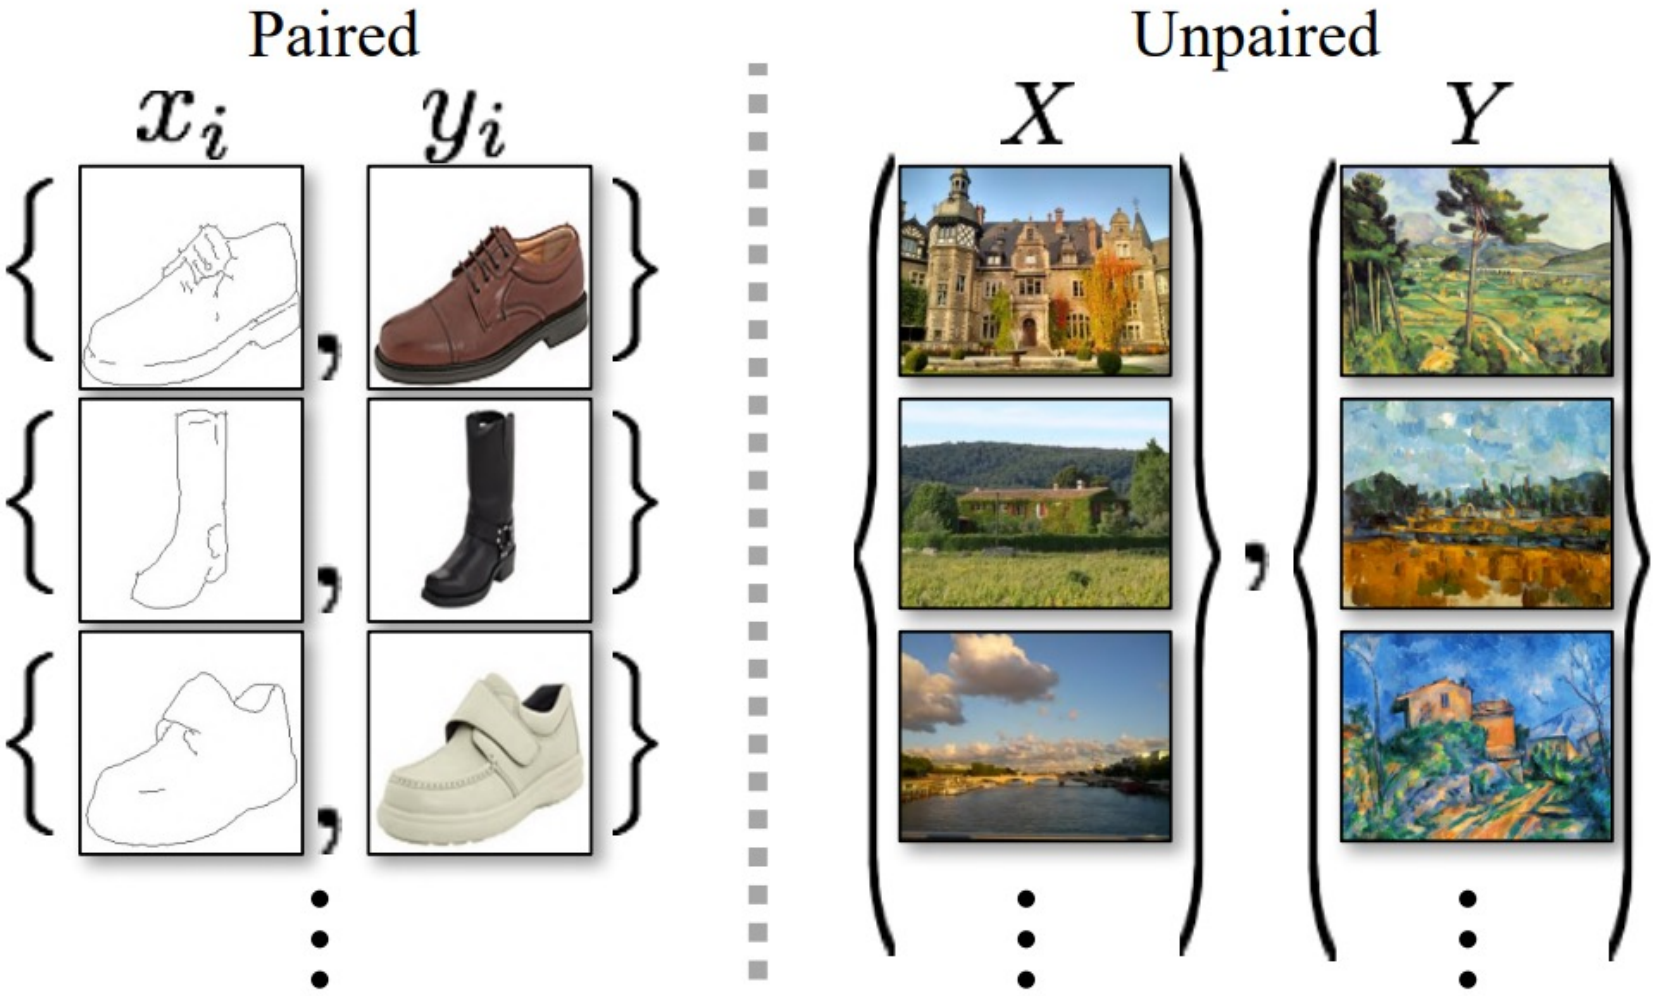 Paired
Unpaired
x_i y_i
X Y
{ , }
{ , }
{ , }
{ } , { }
⋮ ⋮ ⋮